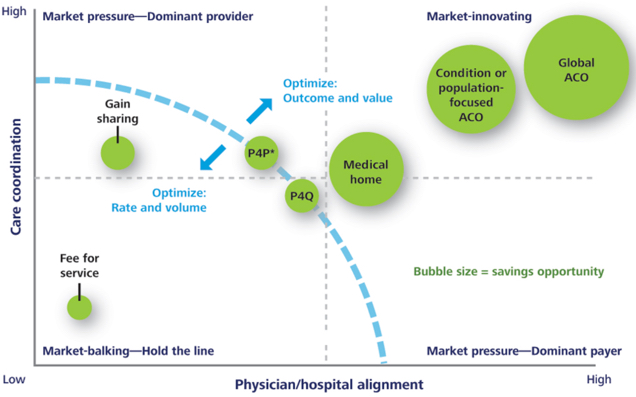 High
Market pressure—Dominant provider
Market-innovating
Global
ACO
Condition or
population-
focused
ACO
Optimize:
Outcome and value
Gain
sharing
P4P*
Medical
home
Optimize:
Rate and volume
P4Q
Care coordination
Fee for
service
Bubble size = savings opportunity
Market-balking—Hold the line
Market pressure—Dominant payer
Low
Physician/hospital alignment
High